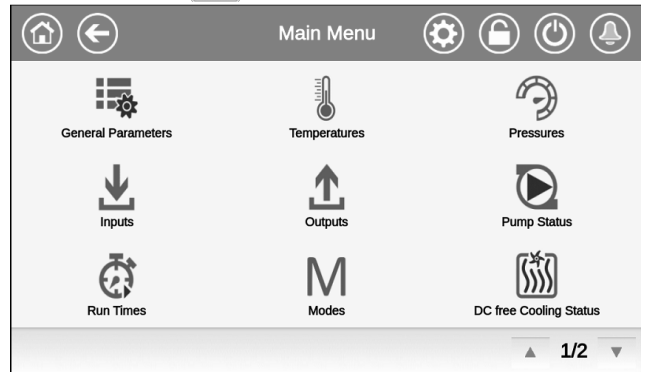 Main Menu
General Parameters
Temperatures
Pressures
Inputs
Outputs
Pump Status
Run Times
M
Modes
DC free Cooling Status
1/2